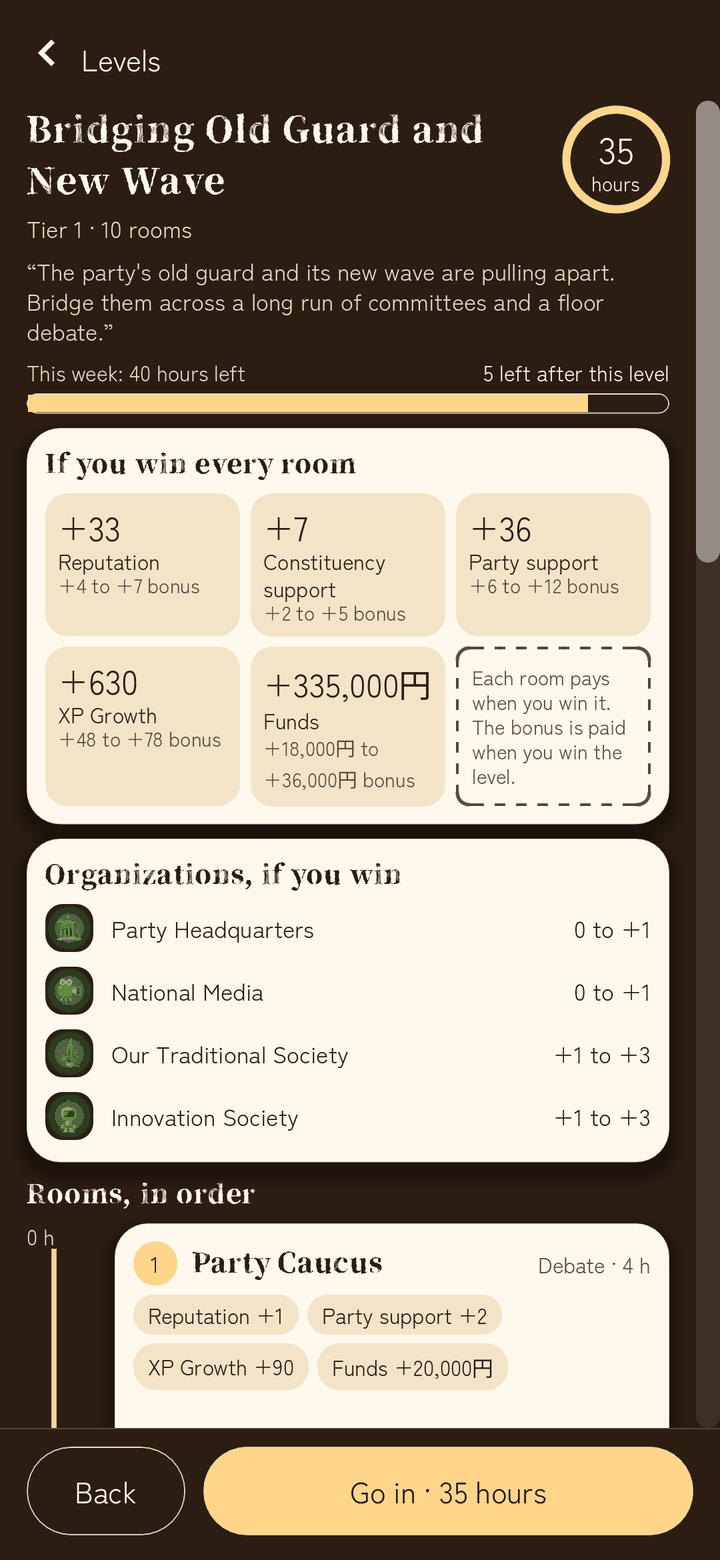 Levels
Bridging Old Guard and
New Wave
35
hours
Tier 1 · 10 rooms
“The party's old guard and its new wave are pulling apart.
Bridge them across a long run of committees and a floor
debate.”
This week: 40 hours left
5 left after this level
If you win every room
+33
Reputation
+4 to +7 bonus
+7
Constituency
support
+2 to +5 bonus
+36
Party support
+6 to +12 bonus
+630
XP Growth
+48 to +78 bonus
+335,000円
Funds
+18,000円 to
+36,000円 bonus
Each room pays
when you win it.
The bonus is paid
when you win the
level.
Organizations, if you win
Party Headquarters 0 to +1
National Media 0 to +1
Our Traditional Society +1 to +3
Innovation Society +1 to +3
Rooms, in order
0 h
1 Party Caucus Debate · 4 h
Reputation +1 Party support +2
XP Growth +90 Funds +20,000円
Back
Go in · 35 hours